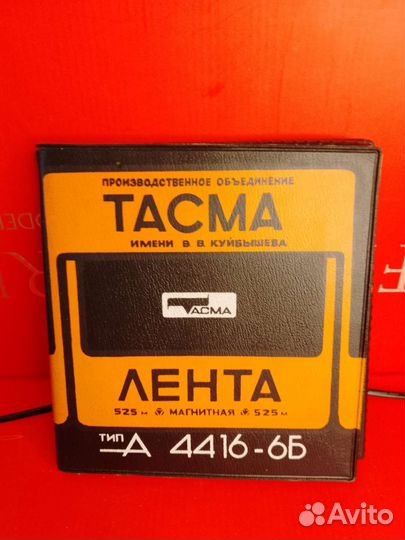 ПРОИЗВОДСТВЕННОЕ ОБЪЕДИНЕНИЕ
ТАСМА
ИМЕНИ В. В. КУЙБЫШЕВА
ТАСМА
ЛЕНТА
525 м МАГНИТНАЯ 525 м
ТИП А 4416-6Б
Avito